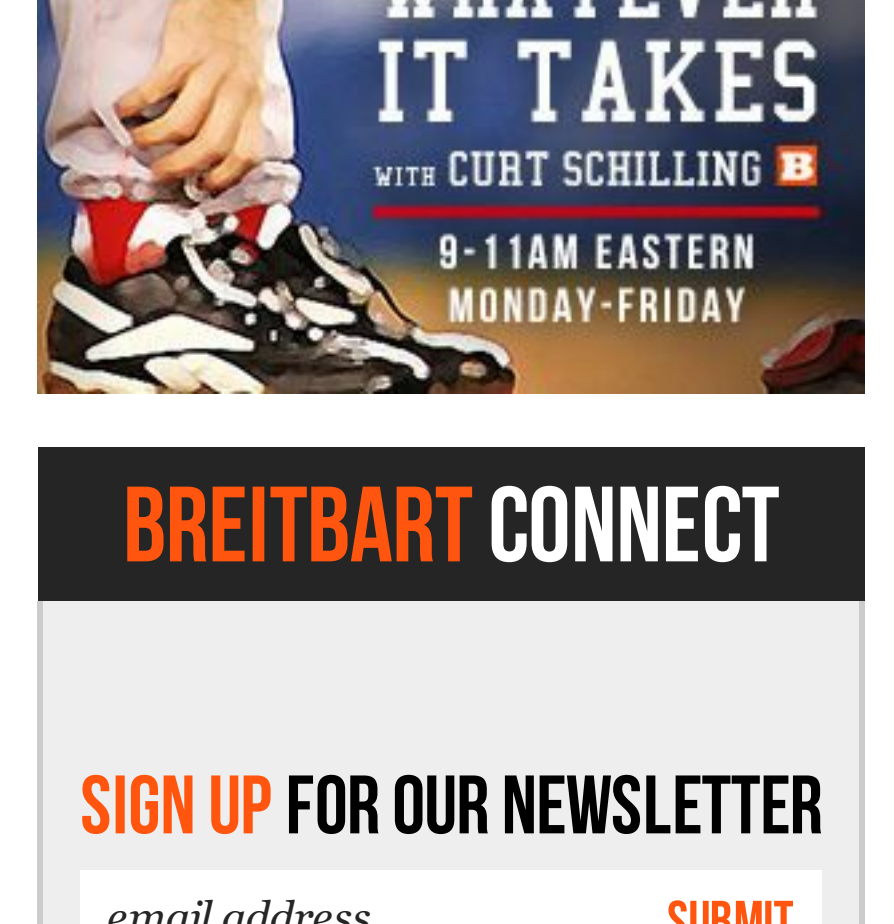 WHATEVER
IT TAKES
WITH CURT SCHILLING B
9-11AM EASTERN
MONDAY-FRIDAY
BREITBART CONNECT
SIGN UP FOR OUR NEWSLETTER
email address SUBMIT